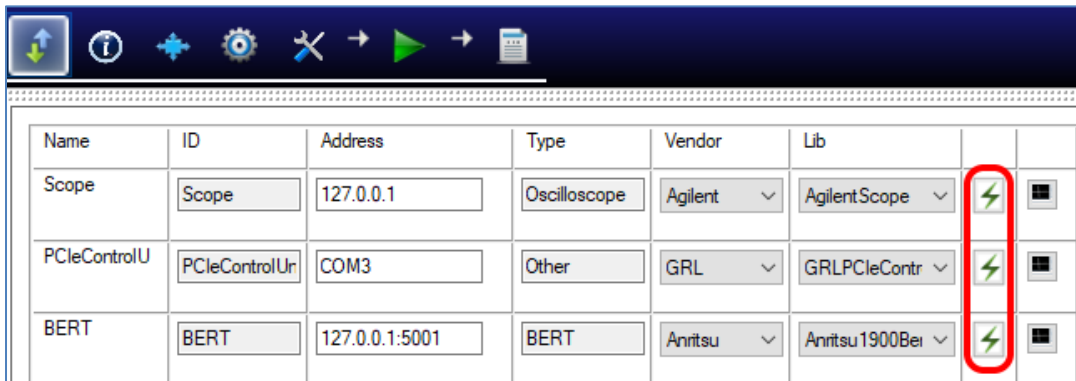 Name ID Address Type Vendor Lib
Scope Scope 127.0.0.1 Oscilloscope Agilent AgilentScope
PCIeControlU PCIeControlUr COM3 Other GRL GRLPCIeContr
BERT BERT 127.0.0.1:5001 BERT Anritsu Anritsu1900Ber